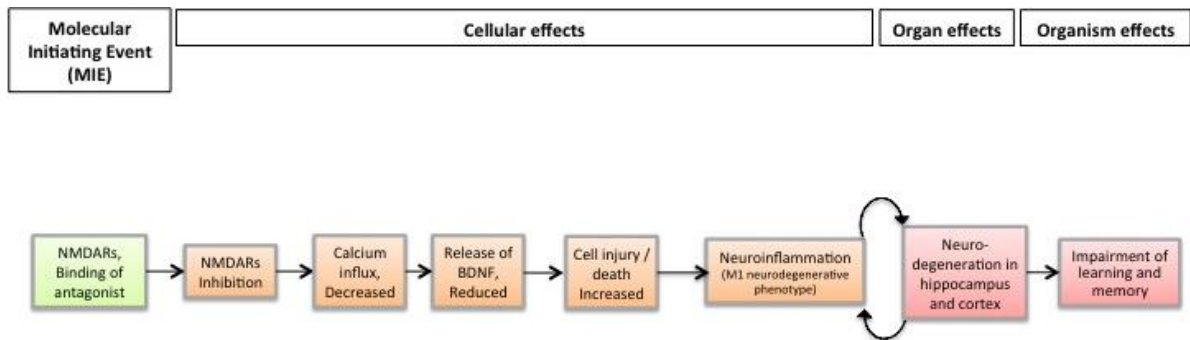 Molecular
Initiating Event
(MIE)
Cellular effects
Organ effects
Organism effects
NMDARs,
Binding of
antagonist
NMDARs
Inhibition
Calcium
influx,
Decreased
Release of
BDNF,
Reduced
Cell injury /
death
Increased
Neuroinflammation
(M1 neurodegenerative
phenotype)
Neuro-
degeneration in
hippocampus
and cortex
Impairment of
learning and
memory